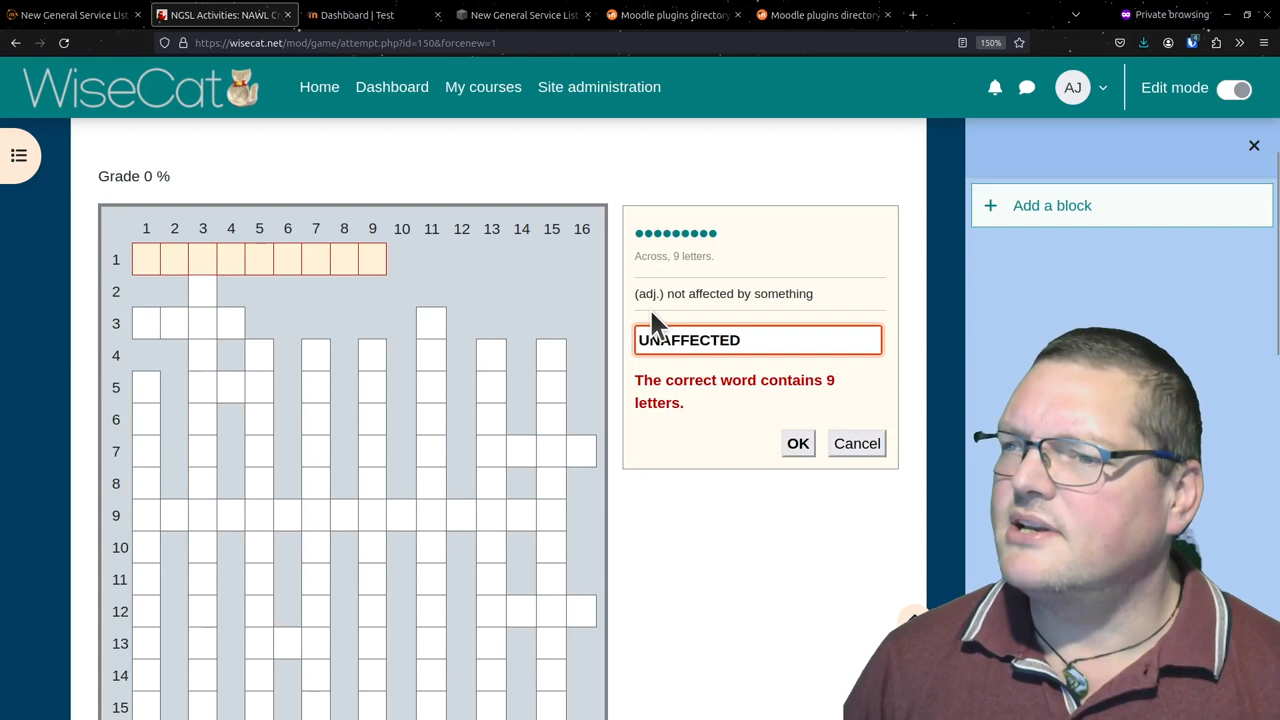 New General Service List
NGSL Activities: NAWL Cr
Dashboard | Test
New General Service List
Moodle plugins directory
Moodle plugins directory
Private browsing
https://wisecat.net/mod/game/attempt.php?id=150&forcenew=1
150%
WiseCat
Home
Dashboard
My courses
Site administration
AJ
Edit mode
Grade 0 %
1 2 3 4 5 6 7 8 9 10 11 12 13 14 15 16
1
2
3
4
5
6
7
8
9
10
11
12
13
14
15
Across, 9 letters.
(adj.) not affected by something
UNAFFECTED
The correct word contains 9
letters.
OK
Cancel
+ Add a block